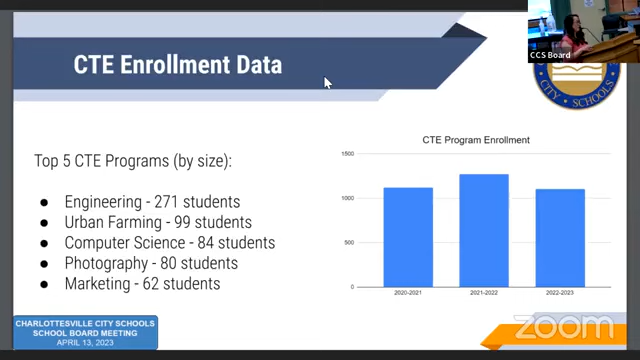 CTE Enrollment Data
CCS Board
CITY SCHOOLS
Top 5 CTE Programs (by size):
● Engineering - 271 students
● Urban Farming - 99 students
● Computer Science - 84 students
● Photography - 80 students
● Marketing - 62 students
CTE Program Enrollment
1500
1000
500
0
2020-2021
2021-2022
2022-2023
CHARLOTTESVILLE CITY SCHOOLS
SCHOOL BOARD MEETING
APRIL 13, 2023
zoom